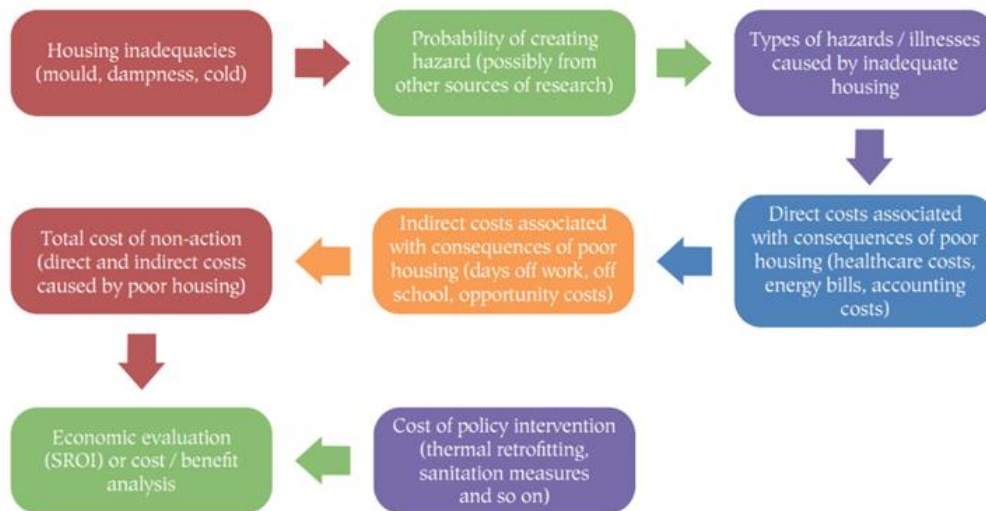 Housing inadequacies
(mould, dampness, cold)
Probability of creating
hazard (possibly from
other sources of research)
Types of hazards / illnesses
caused by inadequate
housing
Direct costs associated
with consequences of poor
housing (healthcare costs,
energy bills, accounting
costs)
Indirect costs associated
with consequences of poor
housing (days off work, off
school, opportunity costs)
Total cost of non-action
(direct and indirect costs
caused by poor housing)
Economic evaluation
(SROI) or cost / benefit
analysis
Cost of policy intervention
(thermal retrofitting,
sanitation measures
and so on)